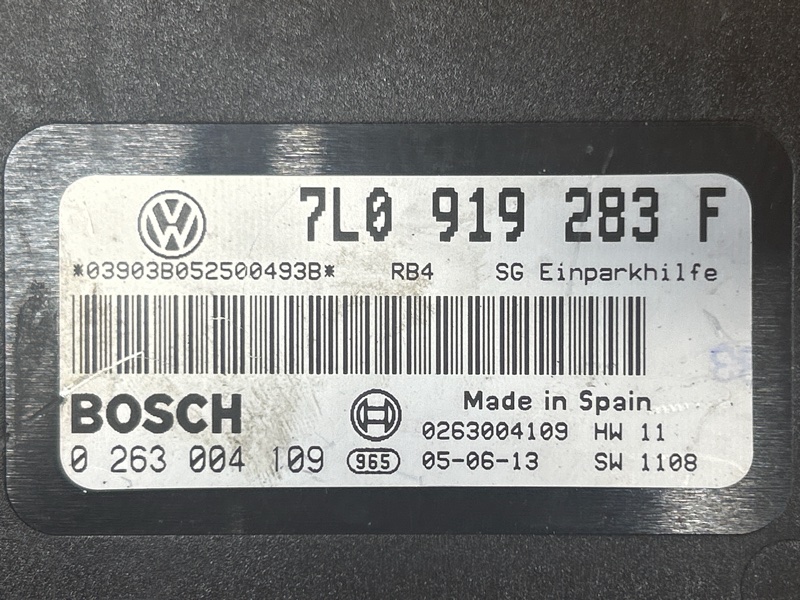 7L0 919 283 F
*03903B052500493B* RB4 SG Einparkhilfe
BOSCH
Made in Spain
0263004109 HW 11
0 263 004 109 965 05-06-13 SW 1108